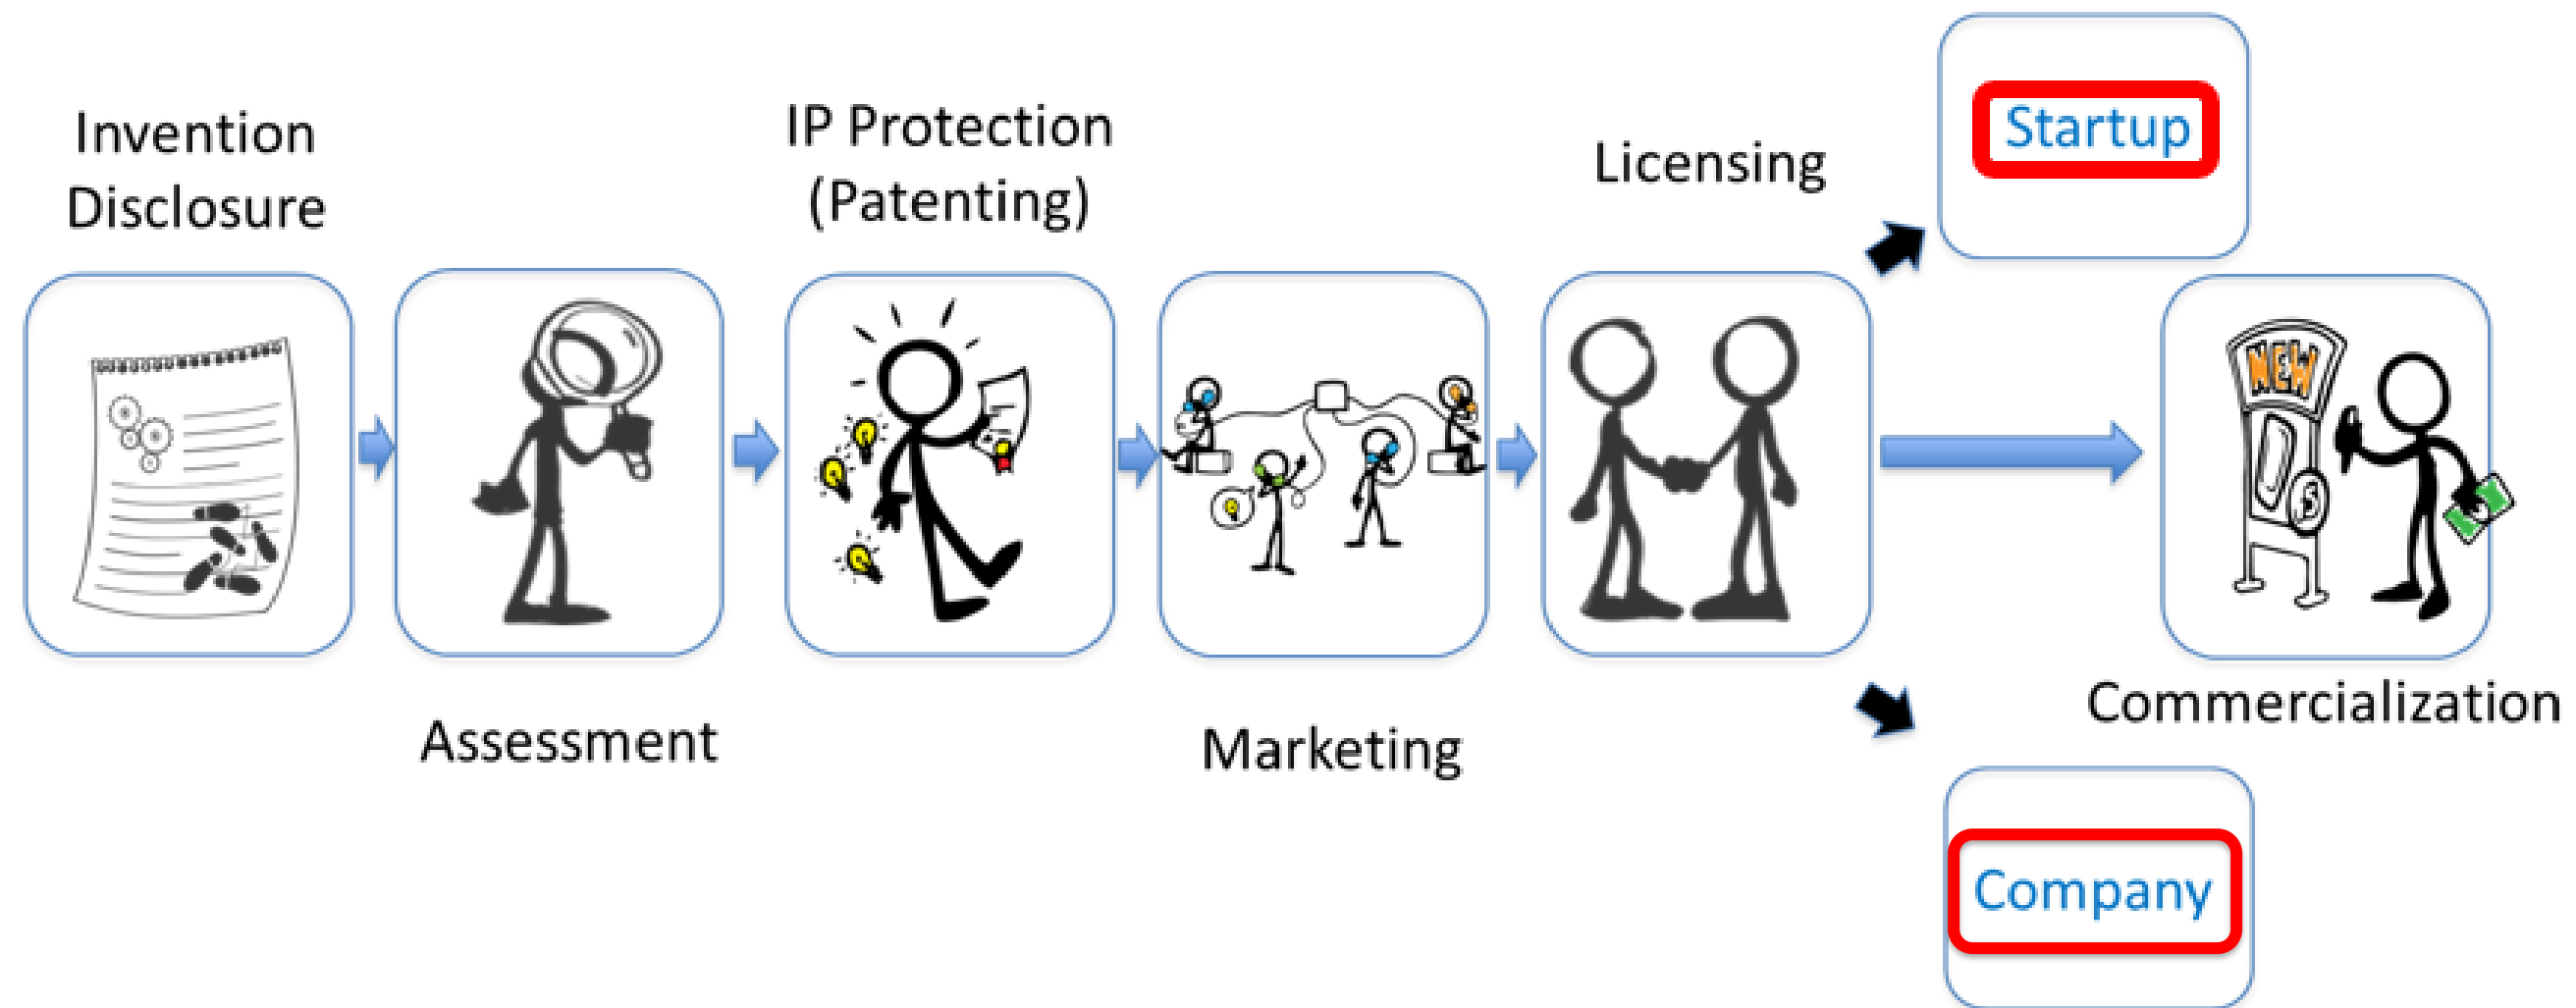 Invention
Disclosure
Assessment
IP Protection
(Patenting)
Marketing
Licensing
Startup
Company
NEW
$
Commercialization